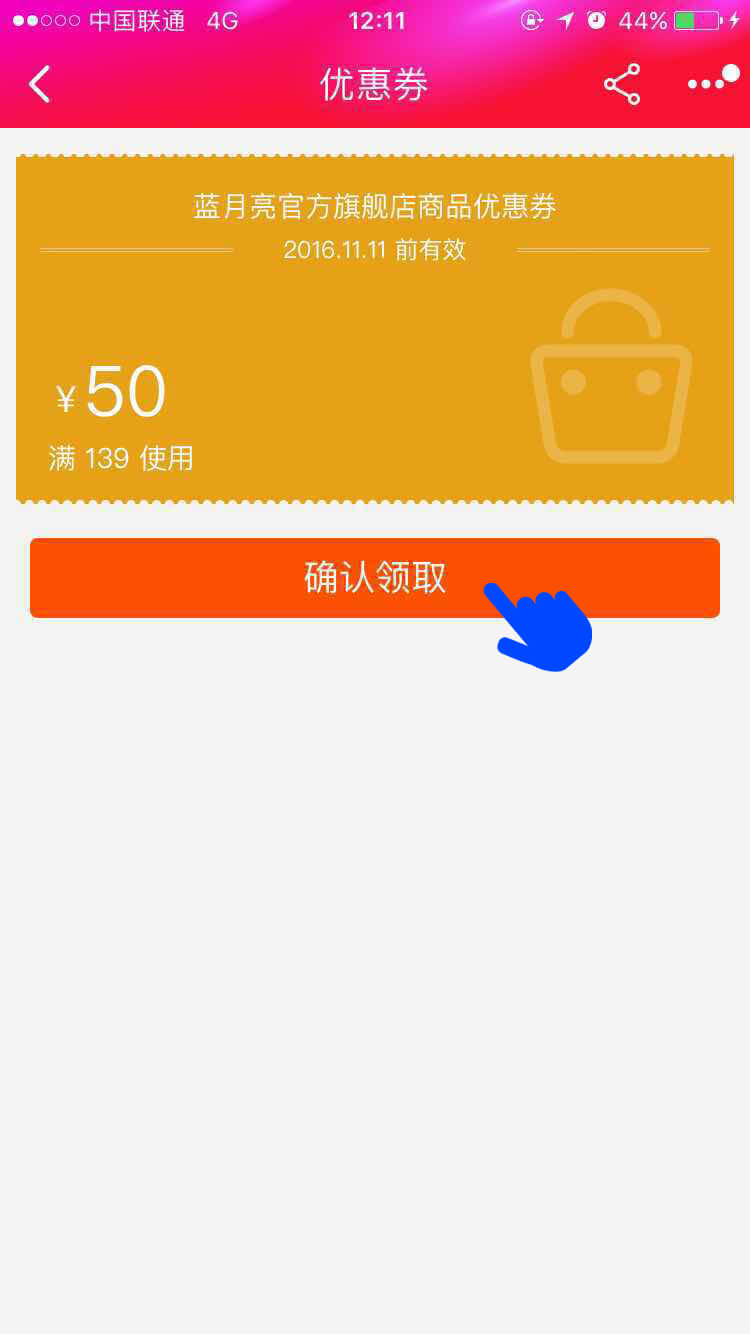 中国联通 4G 12:11 44%
优惠券
蓝月亮官方旗舰店商品优惠券
2016.11.11 前有效
¥50
满 139 使用
确认领取